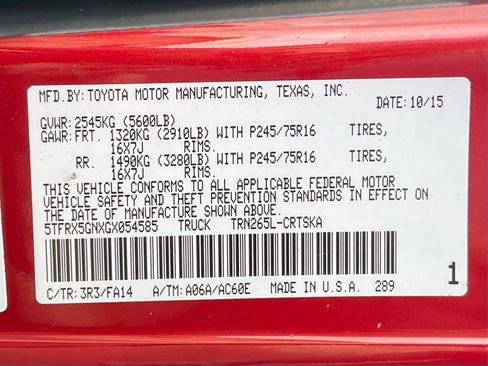 MFD.BY: TOYOTA MOTOR MANUFACTURING, TEXAS, INC.
DATE: 10/15
GVWR: 2545KG (5600LB)
GAWR: FRT. 1320KG (2910LB) WITH P245/75R16 TIRES,
16X7J RIMS.
RR. 1490KG (3280LB) WITH P245/75R16 TIRES,
16X7J RIMS.
THIS VEHICLE CONFORMS TO ALL APPLICABLE FEDERAL MOTOR
VEHICLE SAFETY AND THEFT PREVENTION STANDARDS IN EFFECT ON
THE DATE OF MANUFACTURE SHOWN ABOVE.
5TFRX5GNXGX054585 TRUCK TRN265L-CRTSKA
C/TR: 3R3/FA14 A/TM: A06A/AC60E MADE IN U.S.A. 289
1